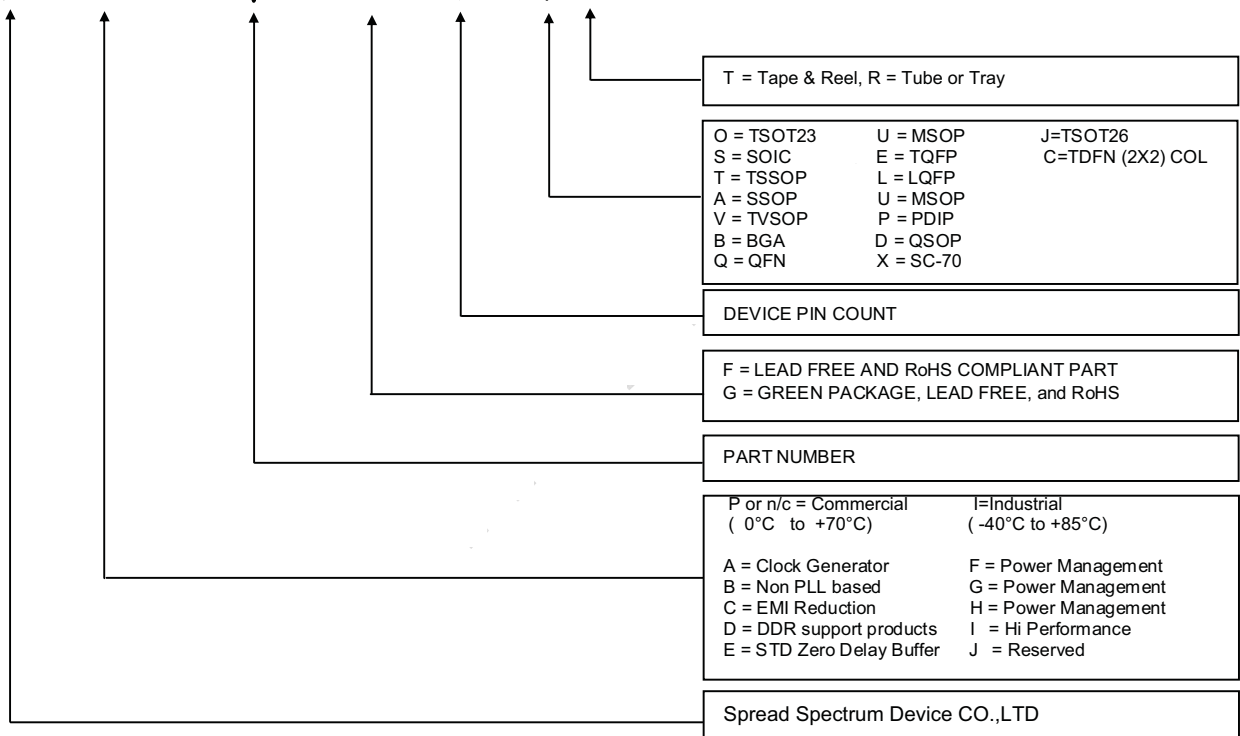 T = Tape & Reel, R = Tube or Tray
O = TSOT23 U = MSOP J=TSOT26
S = SOIC E = TQFP C=TDFN (2X2) COL
T = TSSOP L = LQFP
A = SSOP U = MSOP
V = TVSOP P = PDIP
B = BGA D = QSOP
Q = QFN X = SC-70
DEVICE PIN COUNT
F = LEAD FREE AND RoHS COMPLIANT PART
G = GREEN PACKAGE, LEAD FREE, and RoHS
PART NUMBER
P or n/c = Commercial I=Industrial
( 0°C to +70°C) ( -40°C to +85°C)
A = Clock Generator F = Power Management
B = Non PLL based G = Power Management
C = EMI Reduction H = Power Management
D = DDR support products I = Hi Performance
E = STD Zero Delay Buffer J = Reserved
Spread Spectrum Device CO.,LTD